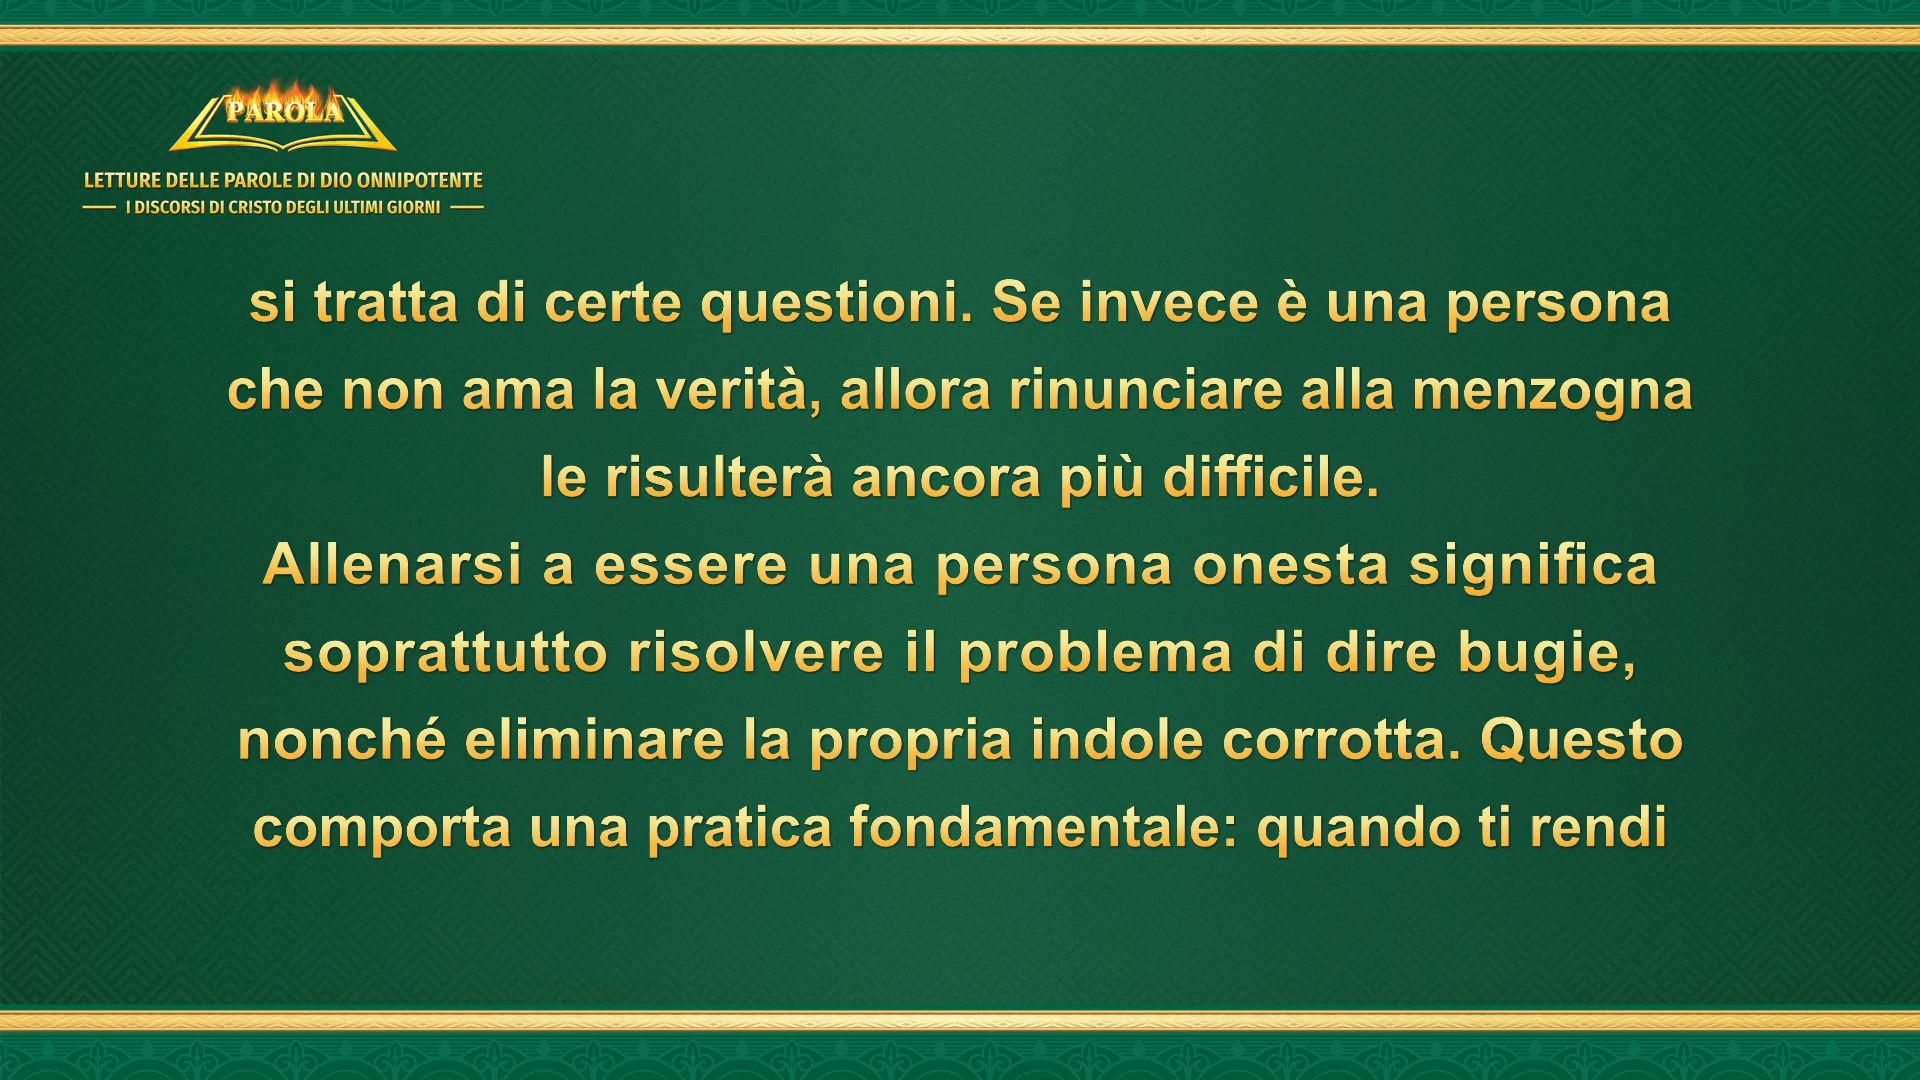 PAROLA
LETTURE DELLE PAROLE DI DIO ONNIPOTENTE
I DISCORSI DI CRISTO DEGLI ULTIMI GIORNI
si tratta di certe questioni. Se invece è una persona
che non ama la verità, allora rinunciare alla menzogna
le risulterà ancora più difficile.
Allenarsi a essere una persona onesta significa
soprattutto risolvere il problema di dire bugie,
nonché eliminare la propria indole corrotta. Questo
comporta una pratica fondamentale: quando ti rendi